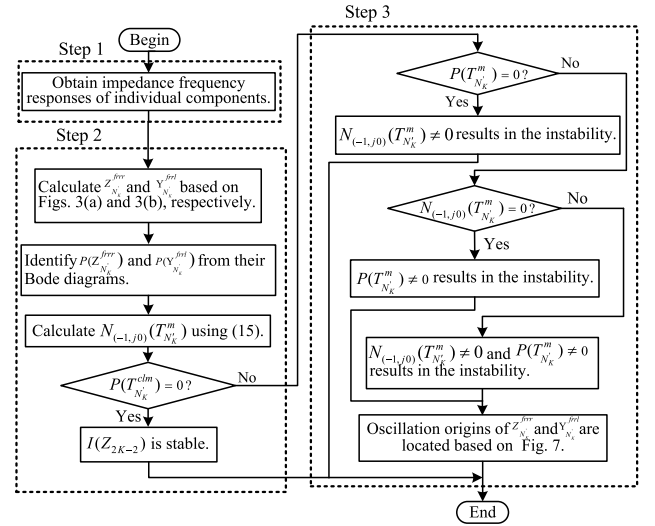 Begin
Step 1
Obtain impedance frequency
responses of individual components.
Step 2
Calculate Z_{N'_K}^{frrr} and Y_{N'_K}^{frrl} based on
Figs. 3(a) and 3(b), respectively.
Identify P(Z_{N'_K}^{frrr}) and P(Y_{N'_K}^{frrl}) from their
Bode diagrams.
Calculate N_{(-1,j0)}(T_{N'_K}^{m}) using (15).
P(T_{N'_K}^{clm}) = 0?
No
Yes
I(Z_{2K-2}) is stable.
Step 3
P(T_{N'_K}^{m}) = 0?
No
Yes
N_{(-1,j0)}(T_{N'_K}^{m}) ≠ 0 results in the instability.
N_{(-1,j0)}(T_{N'_K}^{m}) = 0?
No
Yes
P(T_{N'_K}^{m}) ≠ 0 results in the instability.
N_{(-1,j0)}(T_{N'_K}^{m}) ≠ 0 and P(T_{N'_K}^{m}) ≠ 0
results in the instability.
Oscillation origins of Z_{N'_K}^{frrr} and Y_{N'_K}^{frrl} are
located based on Fig. 7.
End